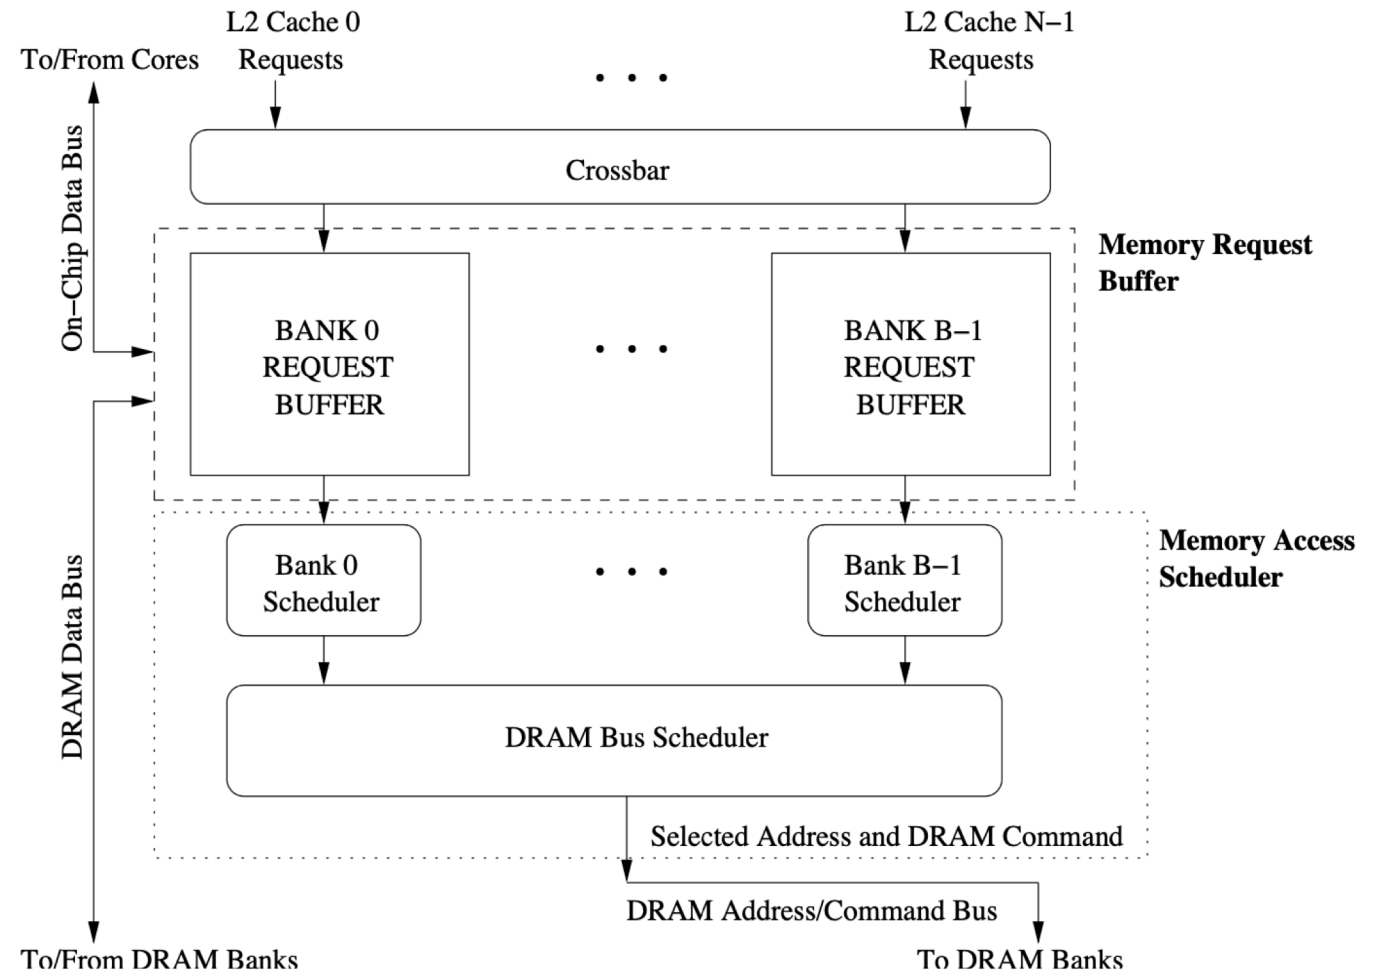 L2 Cache 0
Requests
L2 Cache N−1
Requests
To/From Cores
. . .
Crossbar
On−Chip Data Bus
Memory Request
Buffer
BANK 0
REQUEST
BUFFER
. . .
BANK B−1
REQUEST
BUFFER
Memory Access
Scheduler
Bank 0
Scheduler
. . .
Bank B−1
Scheduler
DRAM Data Bus
DRAM Bus Scheduler
Selected Address and DRAM Command
DRAM Address/Command Bus
To/From DRAM Banks
To DRAM Banks